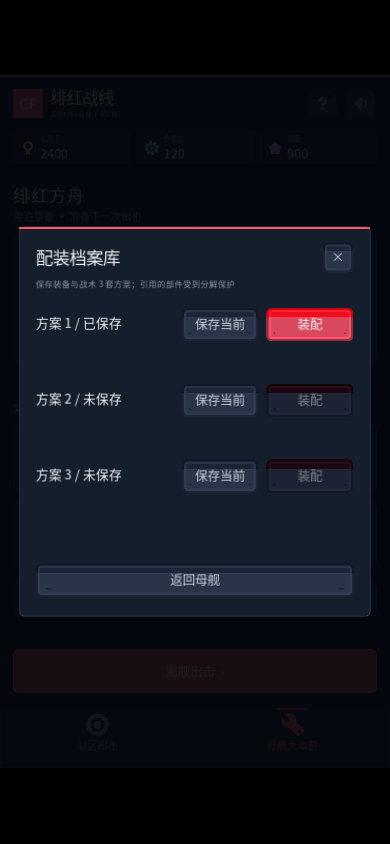 CF
绯红战线
?
2400
120
900
绯红方舟
配装档案库
×
保存装备与战术 3 套方案；引用的部件受到分解保护
方案 1 / 已保存
保存当前
装配
方案 2 / 未保存
保存当前
装配
方案 3 / 未保存
保存当前
装配
返回母舰